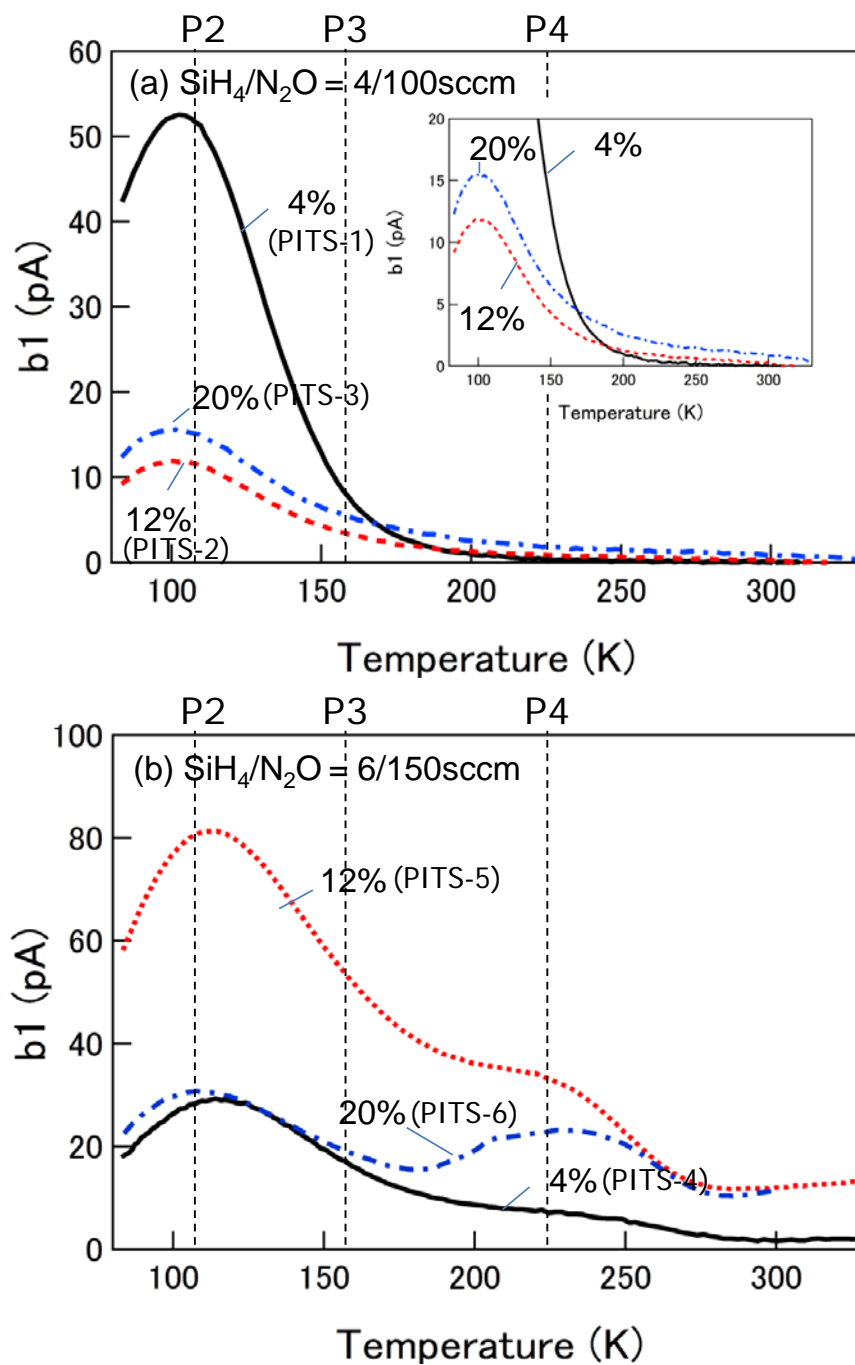 P2 P3 P4
60
50
40
30
20
10
0
b1 (pA)
(a) SiH₄/N₂O = 4/100sccm
4%
(PITS-1)
20% (PITS-3)
12%
(PITS-2)
20
15
10
5
0
b1 (pA)
20%
4%
12%
100 150 200 250 300
Temperature (K)
100 150 200 250 300
Temperature (K)
P2 P3 P4
100
80
60
40
20
0
b1 (pA)
(b) SiH₄/N₂O = 6/150sccm
12% (PITS-5)
20% (PITS-6)
4% (PITS-4)
100 150 200 250 300
Temperature (K)